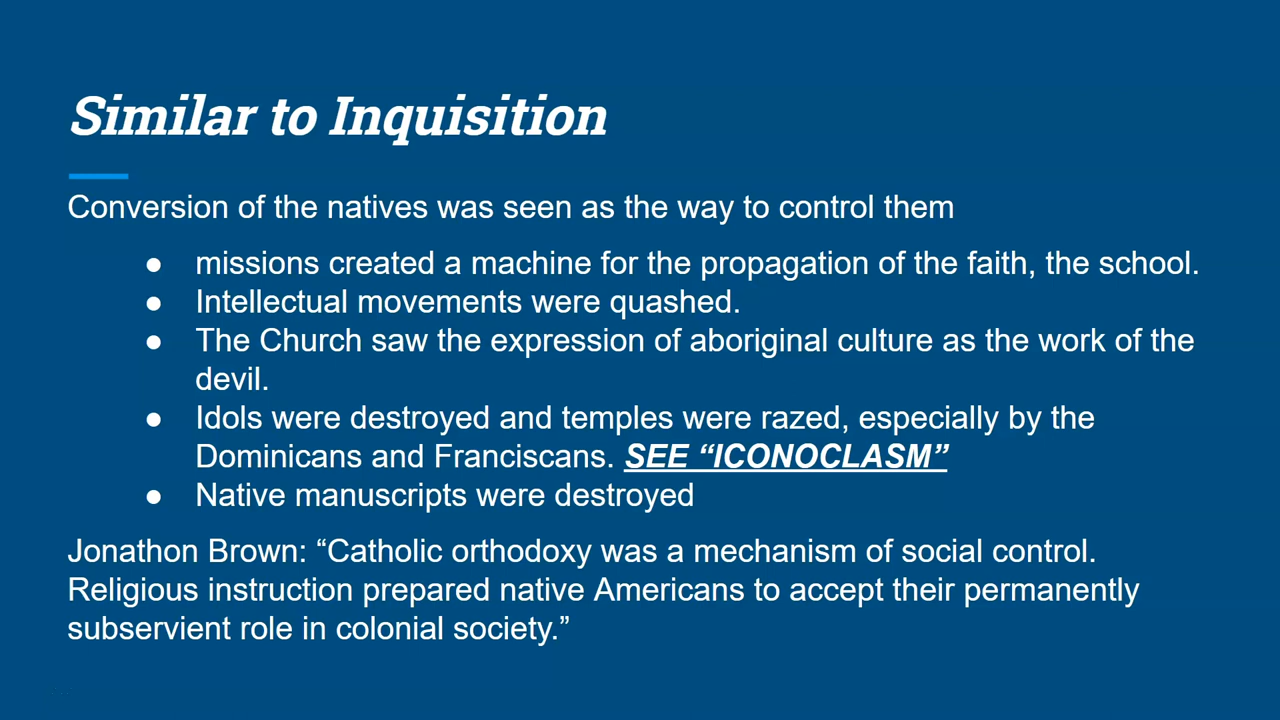 Similar to Inquisition
Conversion of the natives was seen as the way to control them
● missions created a machine for the propagation of the faith, the school.
● Intellectual movements were quashed.
● The Church saw the expression of aboriginal culture as the work of the
devil.
● Idols were destroyed and temples were razed, especially by the
Dominicans and Franciscans. SEE “ICONOCLASM”
● Native manuscripts were destroyed
Jonathon Brown: “Catholic orthodoxy was a mechanism of social control.
Religious instruction prepared native Americans to accept their permanently
subservient role in colonial society.”